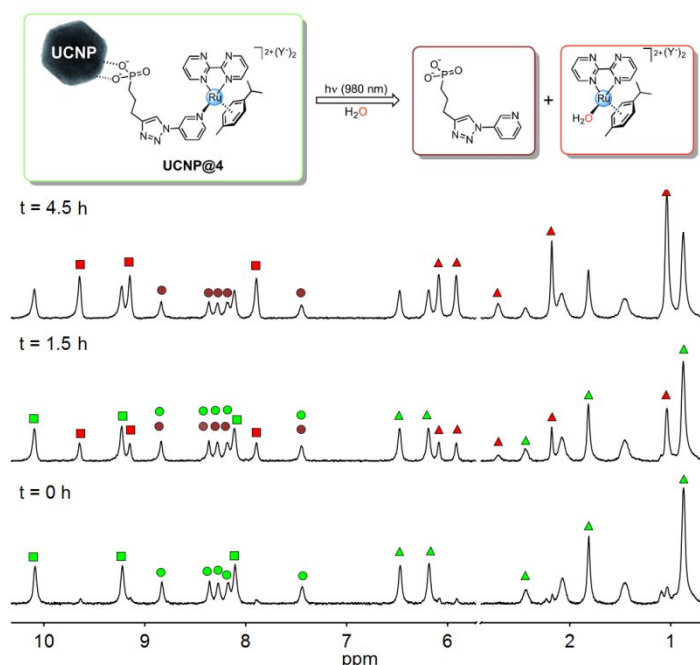 UCNP
O⁻
O⁻
P
O
N
N
N
N
Ru
N
N
N
N
]2+(Y⁻)2
UCNP@4
hν (980 nm)
H2O
O⁻
⁻O
P
O
N
N
N
N
+
N
N
N
N
Ru
H2O
]2+(Y⁻)2
t = 4.5 h
t = 1.5 h
t = 0 h
10 9 8 7 6 2 1
ppm